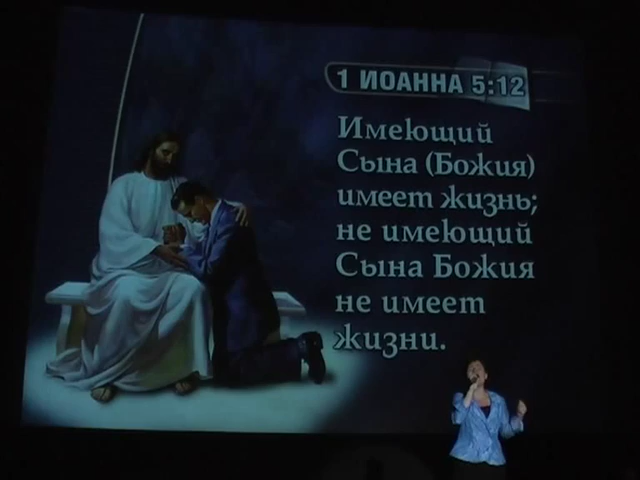 1 ИОАННА 5:12
Имеющий
Сына (Божия)
имеет жизнь;
не имеющий
Сына Божия
не имеет
жизни.